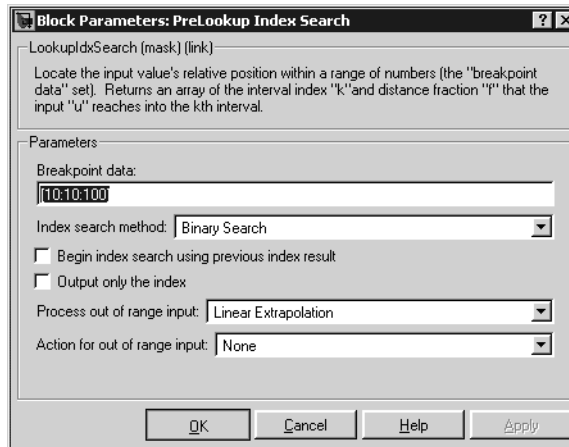 Block Parameters: PreLookup Index Search
LookupIdxSearch (mask) (link)
Locate the input value's relative position within a range of numbers (the "breakpoint
data" set). Returns an array of the interval index "k"and distance fraction "f" that the
input "u" reaches into the kth interval.
Parameters
Breakpoint data:
[10:10:100]
Index search method: Binary Search
Begin index search using previous index result
Output only the index
Process out of range input: Linear Extrapolation
Action for out of range input: None
OK Cancel Help Apply